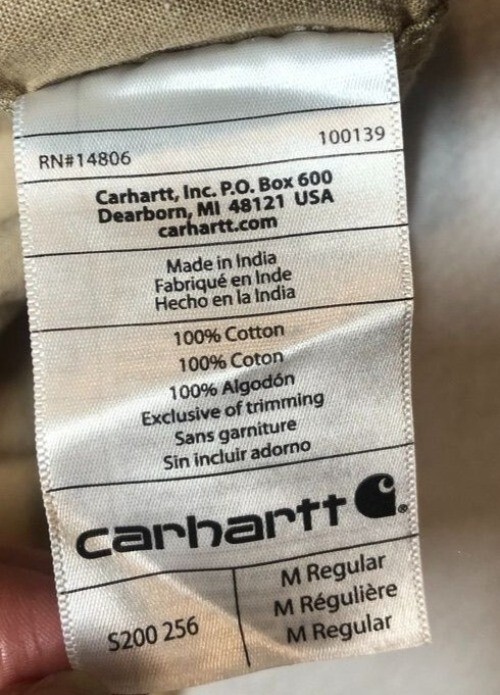 RN#14806 100139
Carhartt, Inc. P.O. Box 600
Dearborn, MI 48121 USA
carhartt.com
Made in India
Fabriqué en Inde
Hecho en la India
100% Cotton
100% Coton
100% Algodón
Exclusive of trimming
Sans garniture
Sin incluir adorno
carhartt®
S200 256
M Regular
M Régulière
M Regular